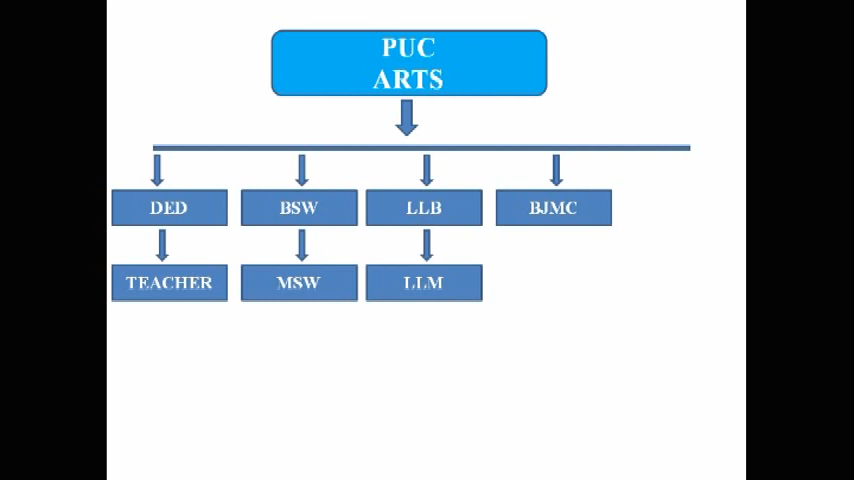 PUC
ARTS
DED
BSW
LLB
BJMC
TEACHER
MSW
LLM